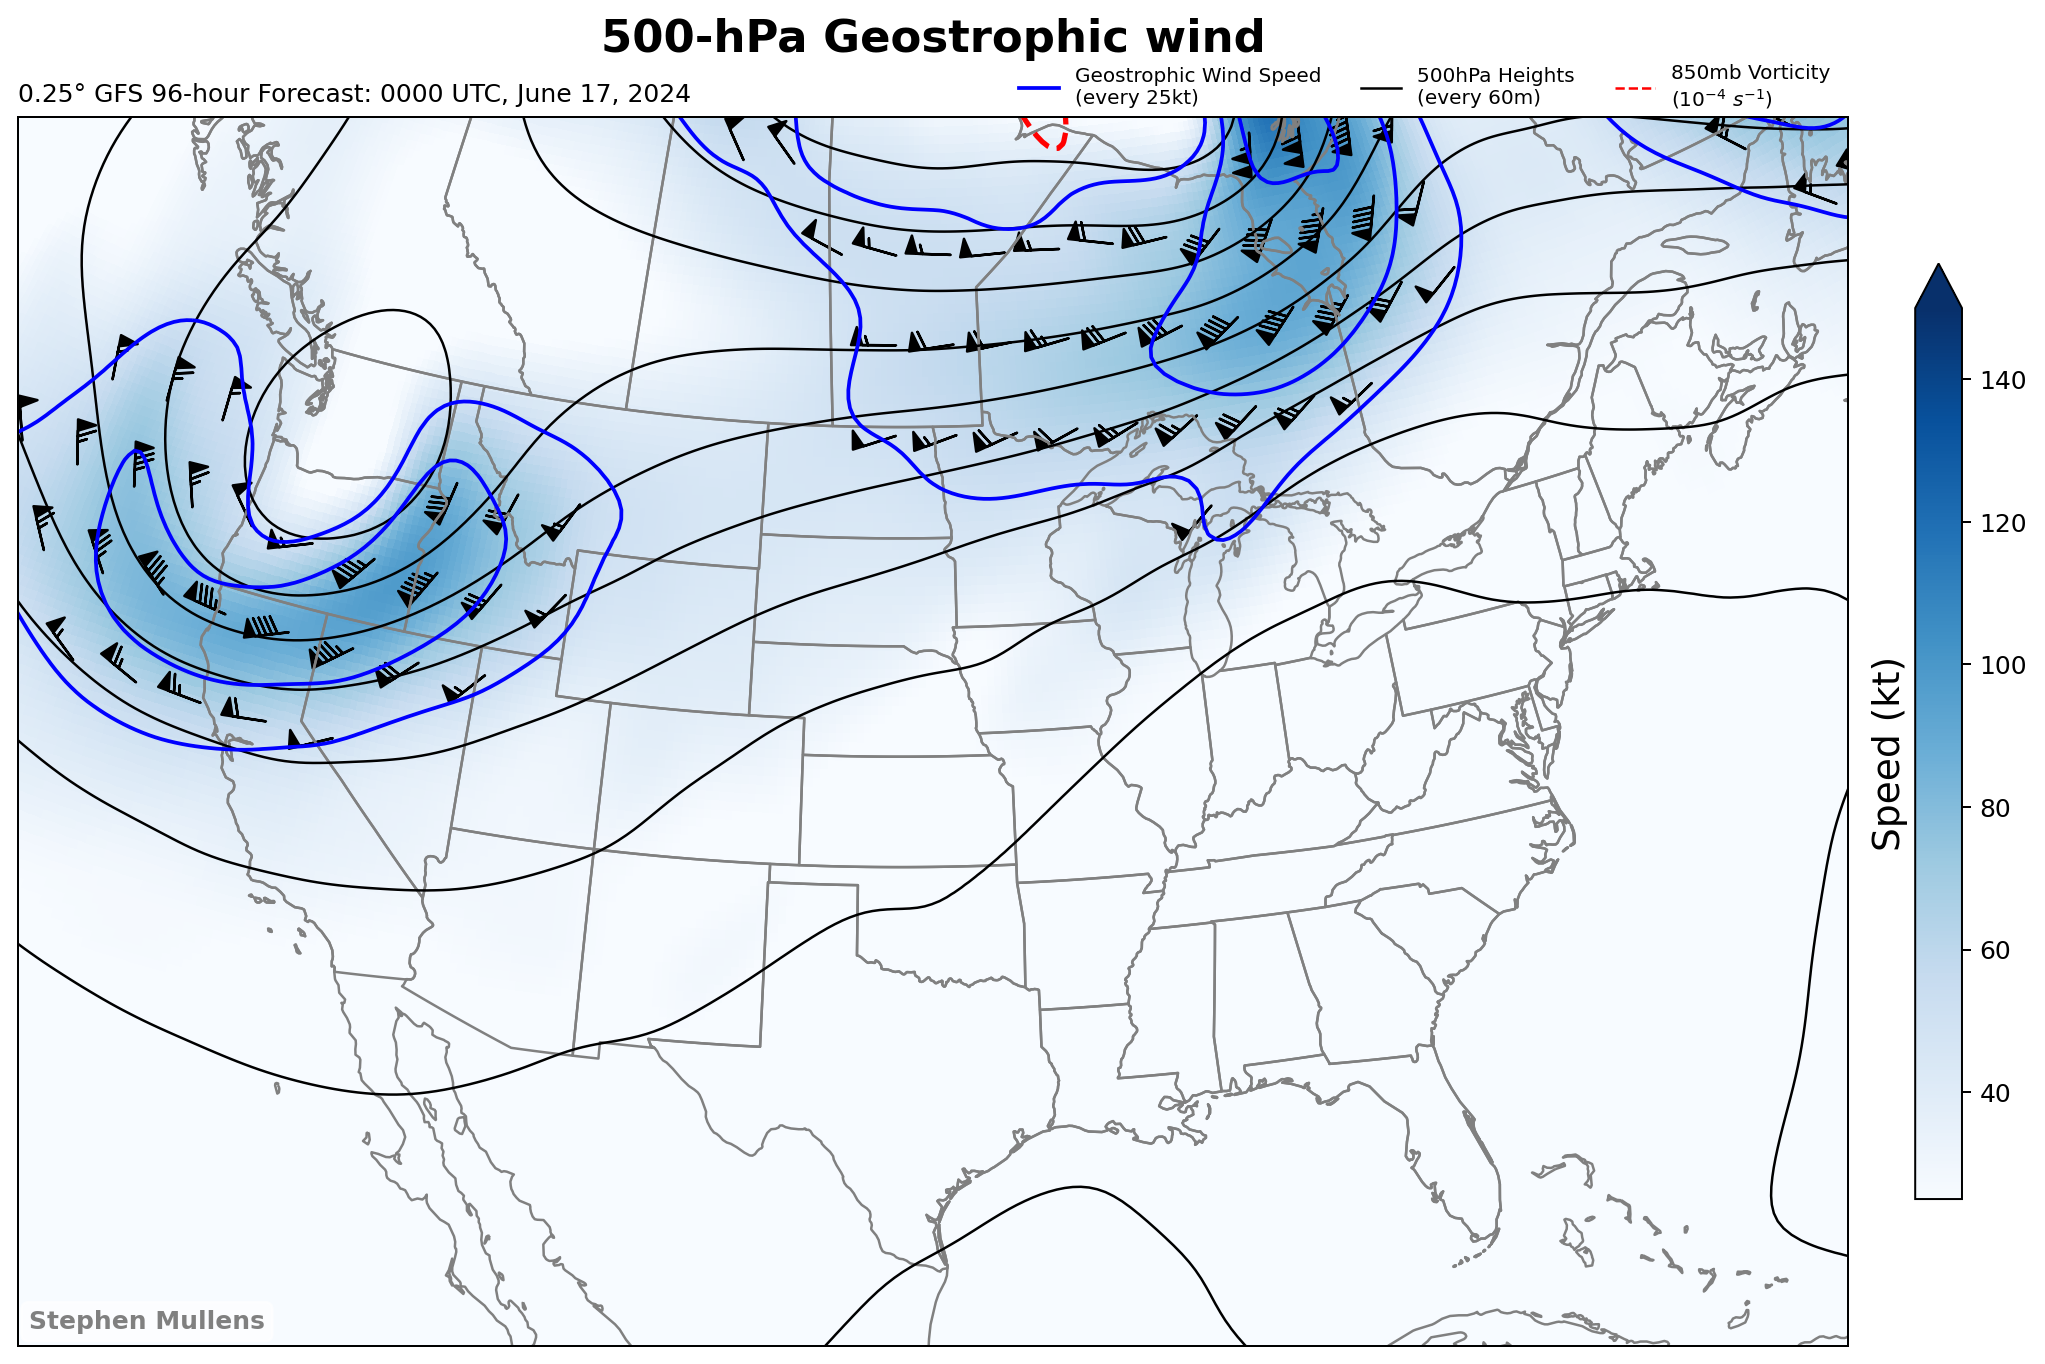 500-hPa Geostrophic wind
0.25° GFS 96-hour Forecast: 0000 UTC, June 17, 2024
Geostrophic Wind Speed
(every 25kt)
500hPa Heights
(every 60m)
850mb Vorticity
(10⁻⁴ s⁻¹)
140
120
100
80
60
40
Speed (kt)
Stephen Mullens